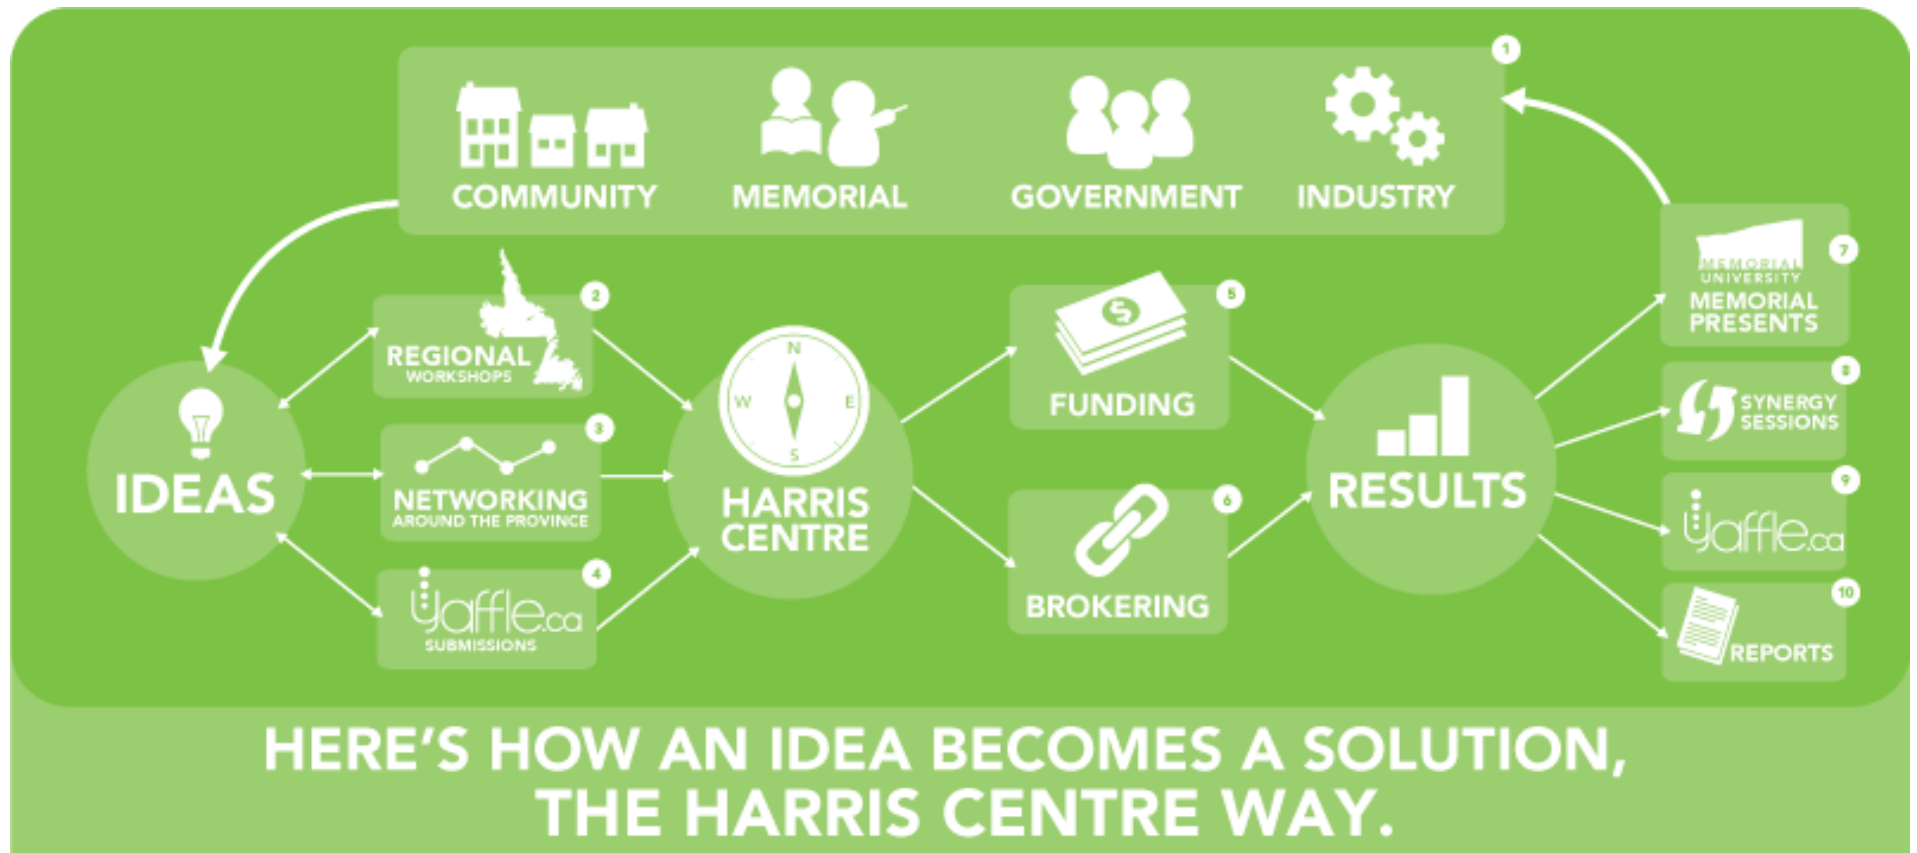 1
COMMUNITY
MEMORIAL
GOVERNMENT
INDUSTRY
IDEAS
2
REGIONAL
WORKSHOPS
3
NETWORKING
AROUND THE PROVINCE
4
yaffle.ca
SUBMISSIONS
N
W E
S
HARRIS
CENTRE
5
$
FUNDING
6
BROKERING
RESULTS
7
MEMORIAL
UNIVERSITY
MEMORIAL
PRESENTS
8
SYNERGY
SESSIONS
9
yaffle.ca
10
REPORTS
HERE'S HOW AN IDEA BECOMES A SOLUTION,
THE HARRIS CENTRE WAY.